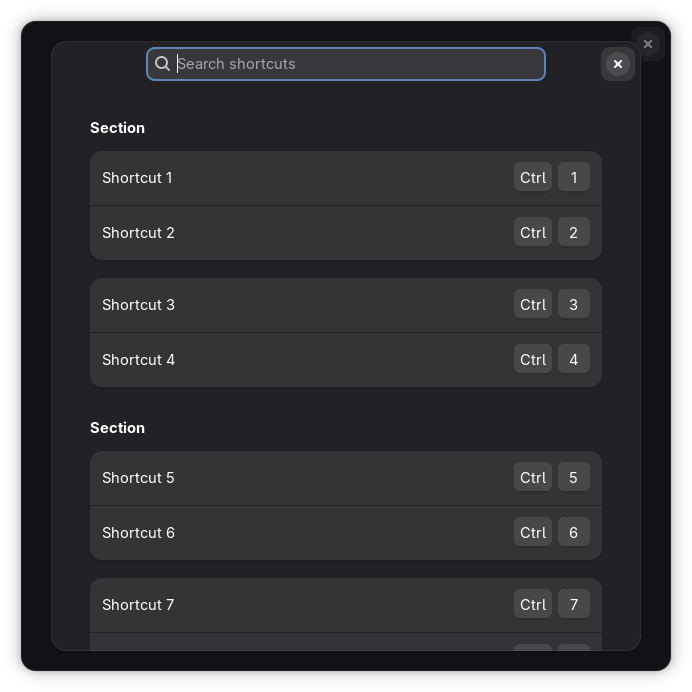 Search shortcuts
Section
Shortcut 1 Ctrl 1
Shortcut 2 Ctrl 2
Shortcut 3 Ctrl 3
Shortcut 4 Ctrl 4
Section
Shortcut 5 Ctrl 5
Shortcut 6 Ctrl 6
Shortcut 7 Ctrl 7